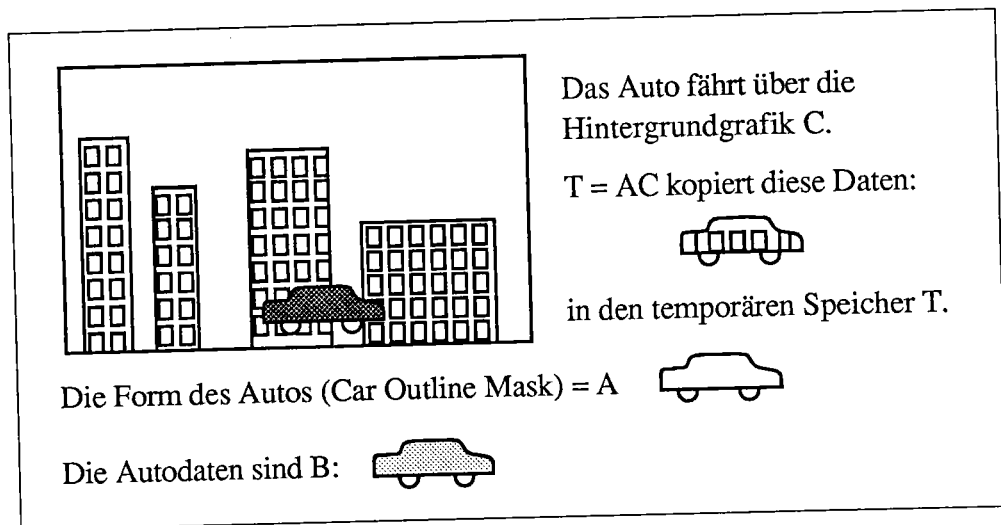 Das Auto fährt über die
Hintergrundgrafik C.
T = AC kopiert diese Daten:
in den temporären Speicher T.
Die Form des Autos (Car Outline Mask) = A
Die Autodaten sind B: